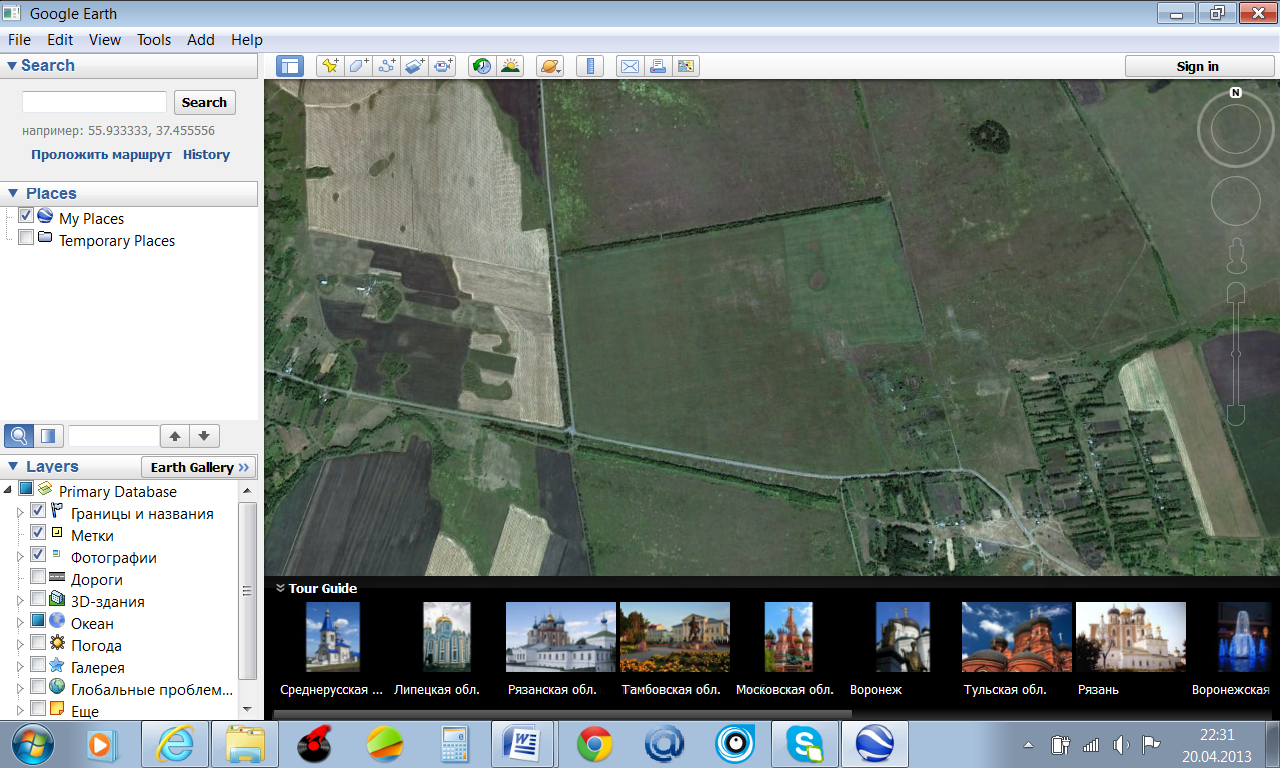 Google Earth
File Edit View Tools Add Help
Search
Search
например: 55.933333, 37.455556
Проложить маршрут History
Places
My Places
Temporary Places
Layers
Earth Gallery »
Primary Database
Границы и названия
Метки
Фотографии
Дороги
3D-здания
Океан
Погода
Галерея
Глобальные проблем...
Еще
Sign in
N
Tour Guide
Среднерусская ... Липецкая обл. Рязанская обл. Тамбовская обл. Московская обл. Воронеж Тульская обл. Рязань Воронежская
22:31
20.04.2013